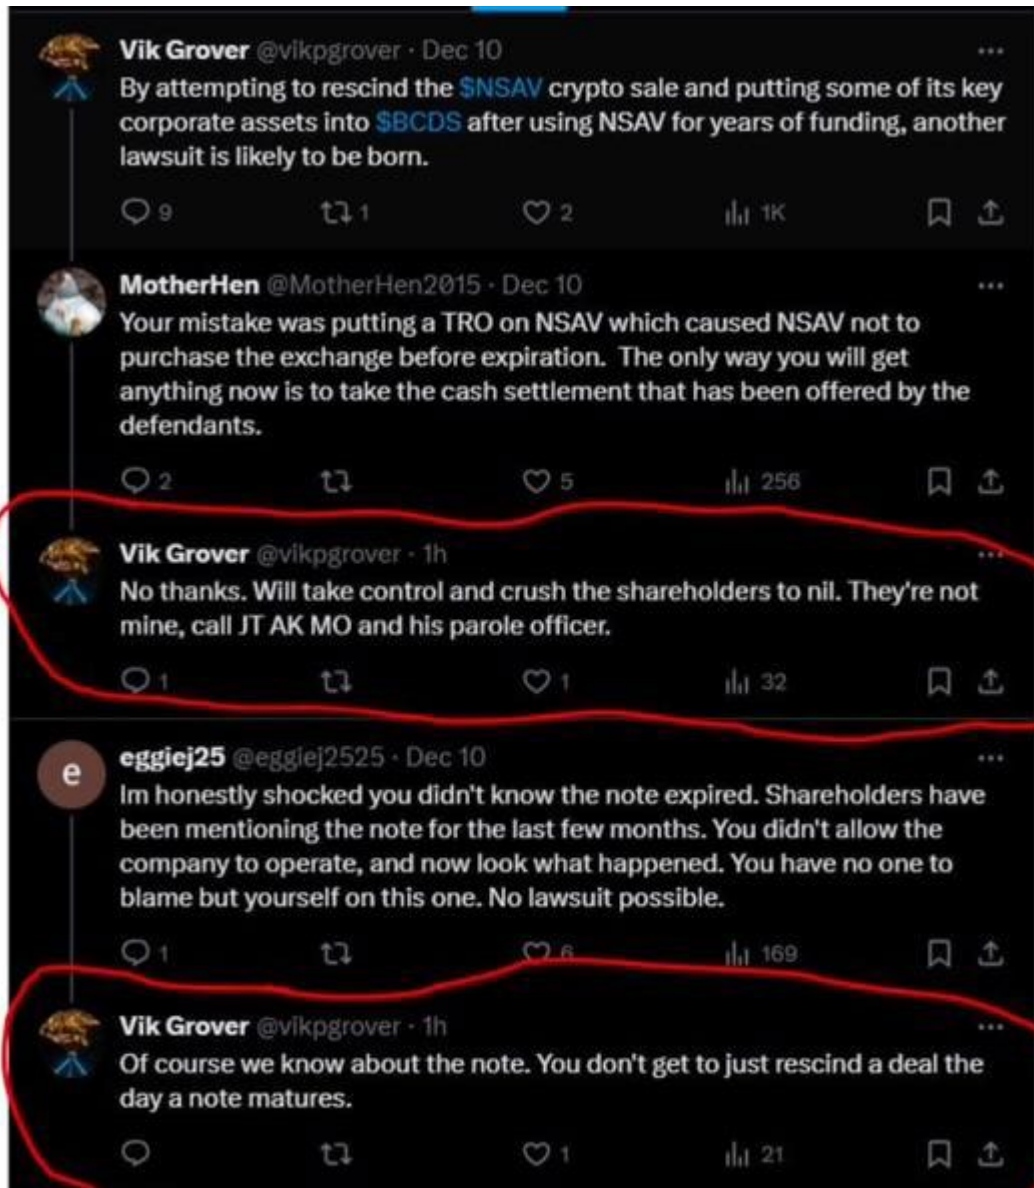 Vik Grover @vikpgrover · Dec 10
By attempting to rescind the $NSAV crypto sale and putting some of its key
corporate assets into $BCDS after using NSAV for years of funding, another
lawsuit is likely to be born.
9 1 2 1K
MotherHen @MotherHen2015 · Dec 10
Your mistake was putting a TRO on NSAV which caused NSAV not to
purchase the exchange before expiration. The only way you will get
anything now is to take the cash settlement that has been offered by the
defendants.
2 5 256
Vik Grover @vikpgrover · 1h
No thanks. Will take control and crush the shareholders to nil. They're not
mine, call JT AK MO and his parole officer.
1 1 32
e
eggiej25 @eggiej2525 · Dec 10
Im honestly shocked you didn't know the note expired. Shareholders have
been mentioning the note for the last few months. You didn't allow the
company to operate, and now look what happened. You have no one to
blame but yourself on this one. No lawsuit possible.
1 6 169
Vik Grover @vikpgrover · 1h
Of course we know about the note. You don't get to just rescind a deal the
day a note matures.
1 21